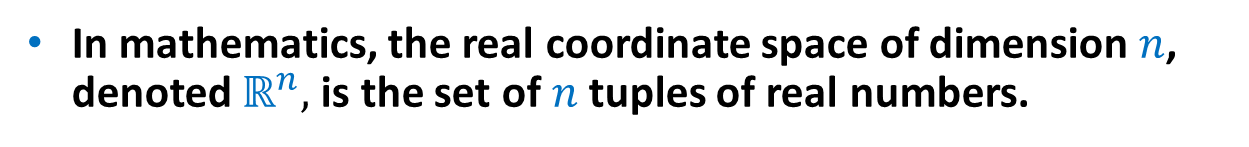 • In mathematics, the real coordinate space of dimension 𝑛,
denoted ℝⁿ, is the set of 𝑛 tuples of real numbers.